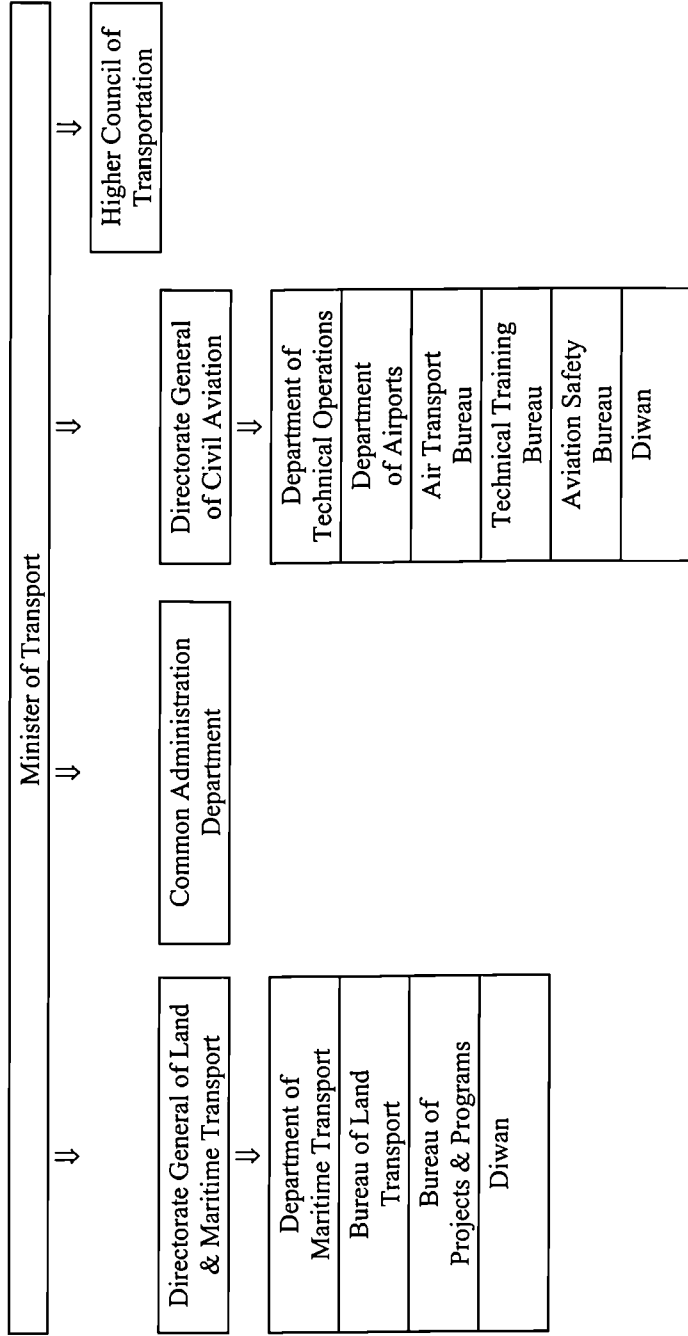 Minister of Transport
⇓
⇓
⇓
⇓
Directorate General of Land
& Maritime Transport
⇓
Department of
Maritime Transport
Bureau of Land
Transport
Bureau of
Projects & Programs
Diwan
Common Administration
Department
Directorate General
of Civil Aviation
⇓
Department of
Technical Operations
Department
of Airports
Air Transport
Bureau
Technical Training
Bureau
Aviation Safety
Bureau
Diwan
Higher Council of
Transportation